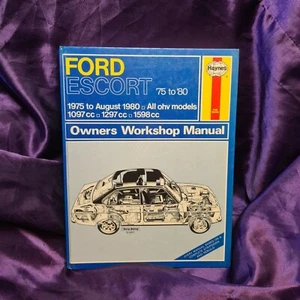 FORD
ESCORT '75 to '80
Haynes
1975 to August 1980 □ All ohv models
1097 cc □ 1297 cc □ 1598 cc
Owners Workshop Manual